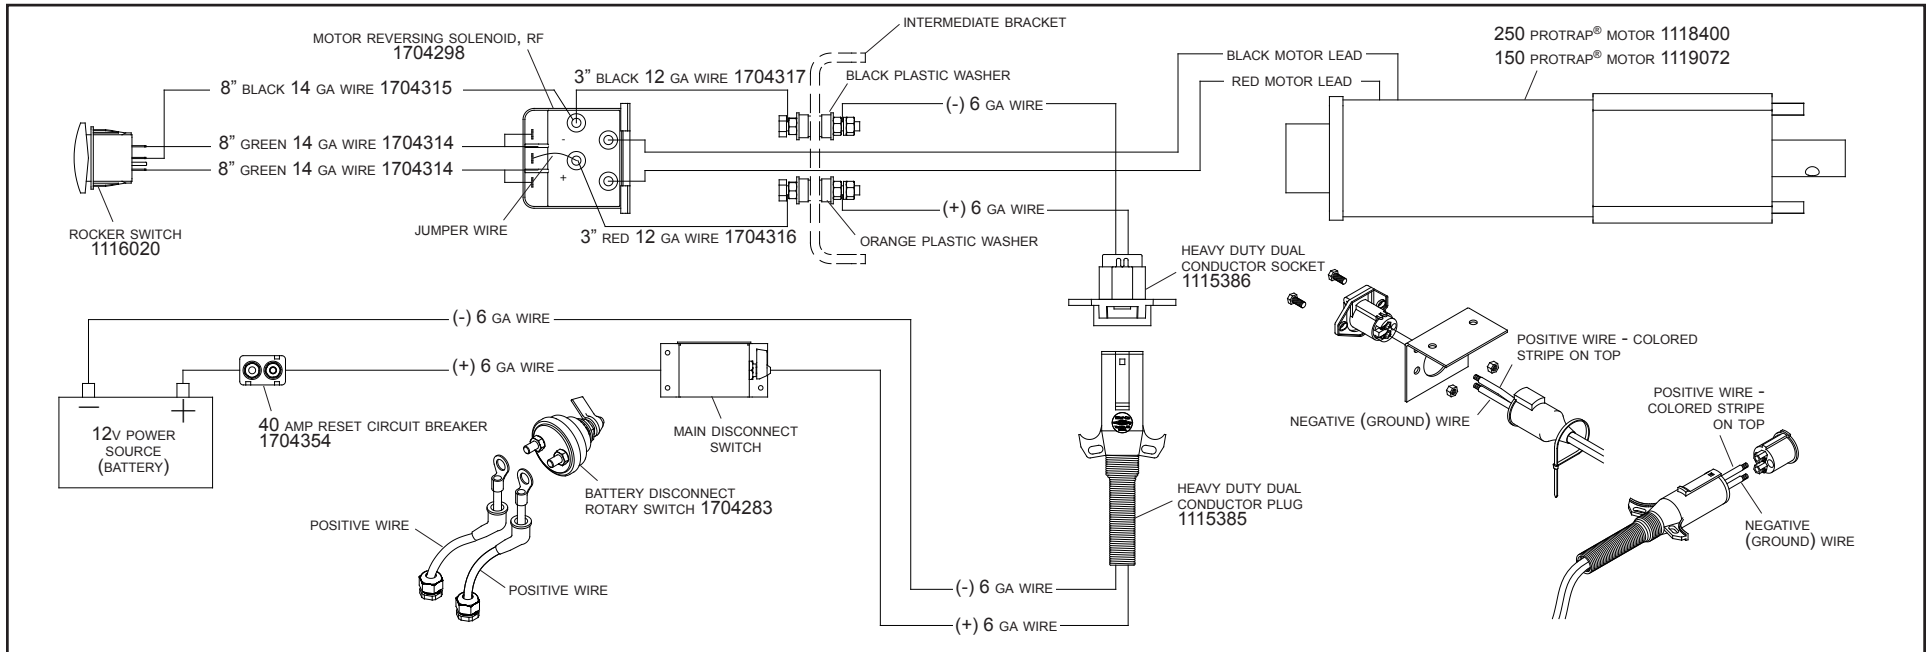 INTERMEDIATE BRACKET
MOTOR REVERSING SOLENOID, RF
1704298
250 PROTRAP® MOTOR 1118400
150 PROTRAP® MOTOR 1119072
BLACK MOTOR LEAD
3” BLACK 12 GA WIRE 1704317
BLACK PLASTIC WASHER
RED MOTOR LEAD
8” BLACK 14 GA WIRE 1704315
(-) 6 GA WIRE
8” GREEN 14 GA WIRE 1704314
-
8” GREEN 14 GA WIRE 1704314
+
(+) 6 GA WIRE
JUMPER WIRE
ROCKER SWITCH
1116020
3” RED 12 GA WIRE 1704316
ORANGE PLASTIC WASHER
HEAVY DUTY DUAL
CONDUCTOR SOCKET
1115386
(-) 6 GA WIRE
POSITIVE WIRE - COLORED
STRIPE ON TOP
(+) 6 GA WIRE
POSITIVE WIRE -
COLORED STRIPE
ON TOP
NEGATIVE (GROUND) WIRE
— +
12V POWER
SOURCE
(BATTERY)
40 AMP RESET CIRCUIT BREAKER
1704354
MAIN DISCONNECT
SWITCH
BATTERY DISCONNECT
ROTARY SWITCH 1704283
HEAVY DUTY DUAL
CONDUCTOR PLUG
1115385
POSITIVE WIRE
NEGATIVE
(GROUND) WIRE
POSITIVE WIRE
(-) 6 GA WIRE
(+) 6 GA WIRE